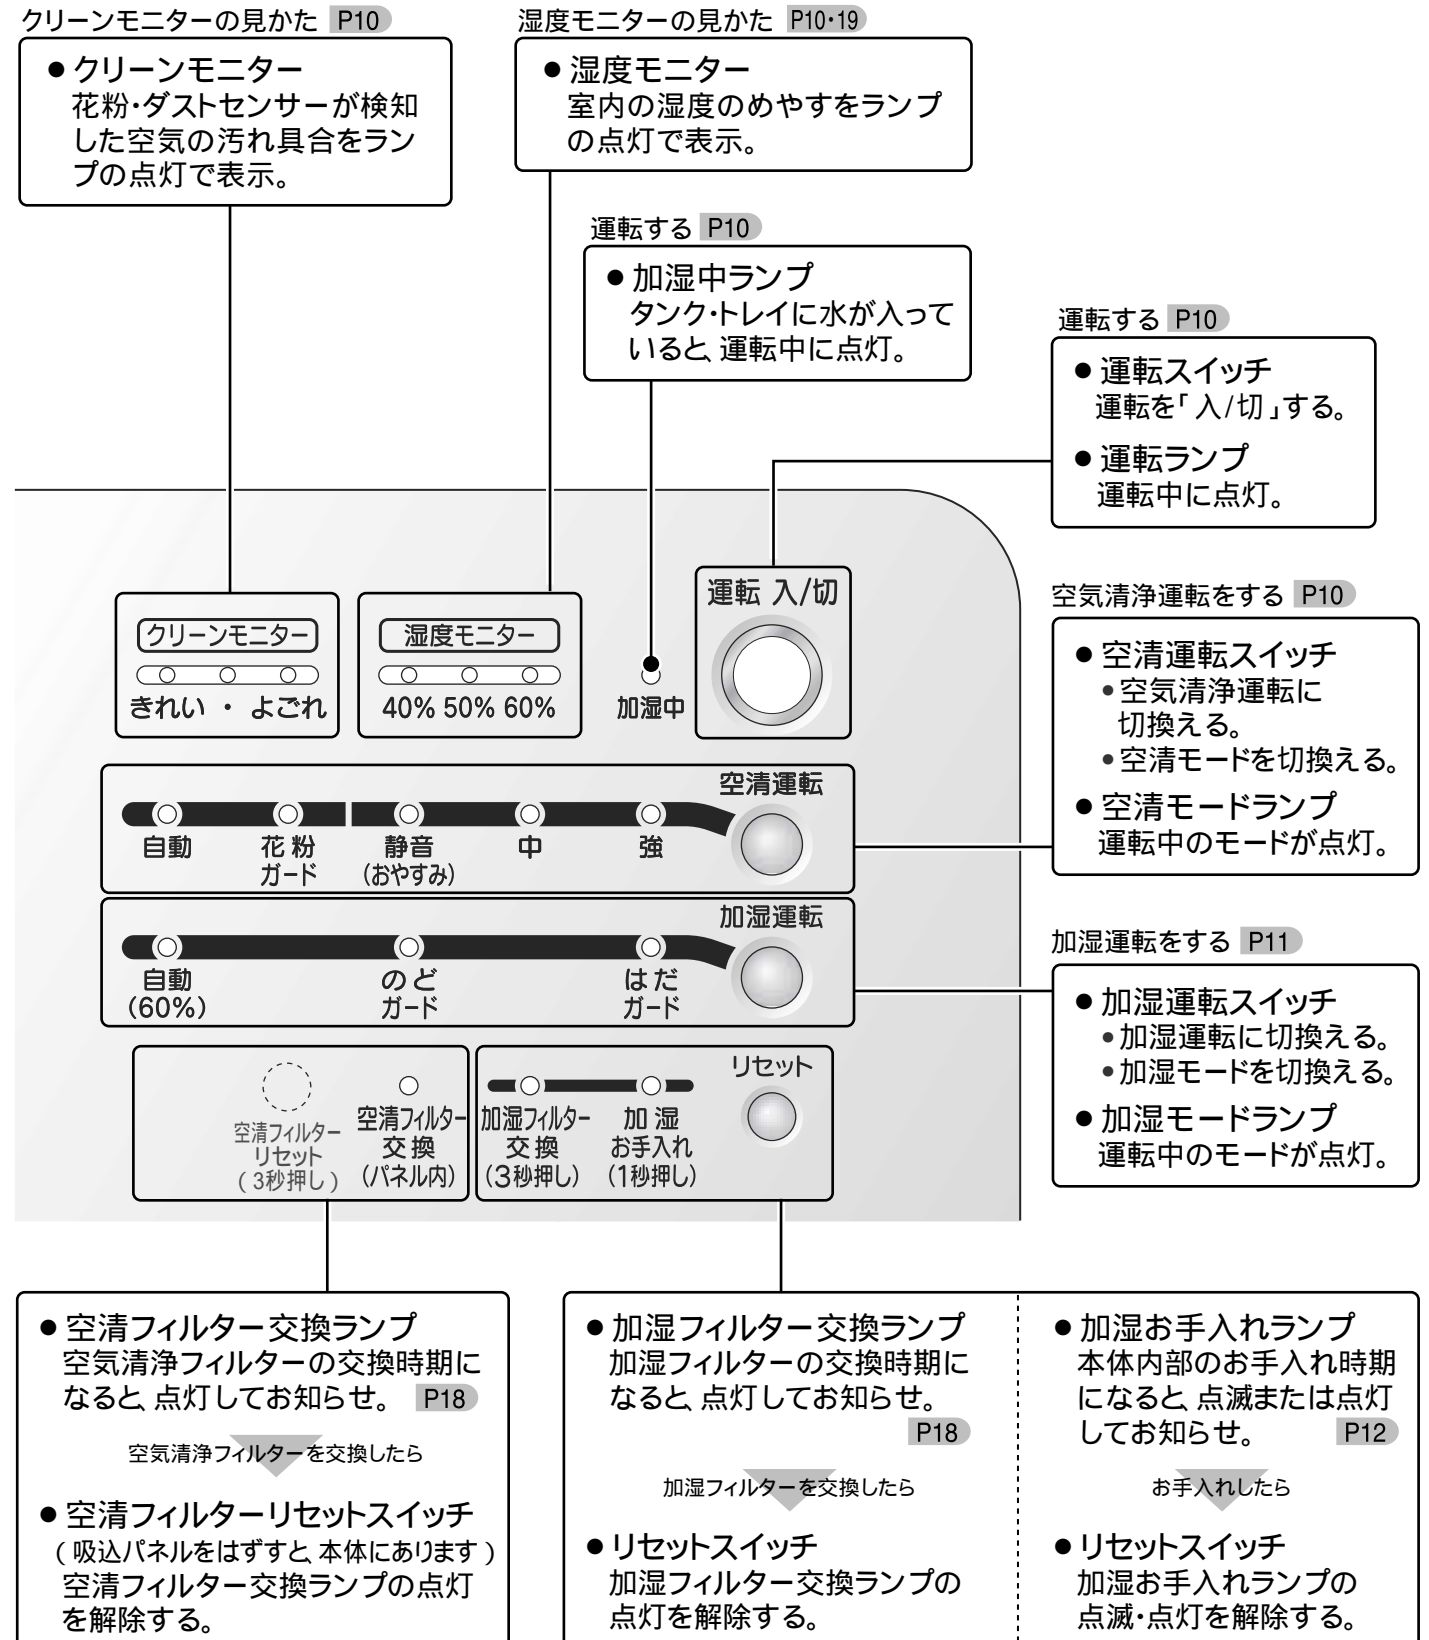 クリーンモニターの見かた P10
● クリーンモニター
花粉・ダストセンサーが検知
した空気の汚れ具合をラン
プの点灯で表示。
湿度モニターの見かた P10・19
● 湿度モニター
室内の湿度のめやすをランプ
の点灯で表示。
運転する P10
● 加湿中ランプ
タンク・トレイに水が入って
いると、運転中に点灯。
運転する P10
● 運転スイッチ
運転を「入/切」する。
● 運転ランプ
運転中に点灯。
クリーンモニター
きれい ・ よごれ
湿度モニター
40% 50% 60%
加湿中
運転 入/切
空気清浄運転をする P10
● 空清運転スイッチ
・空気清浄運転に
切換える。
・空清モードを切換える。
● 空清モードランプ
運転中のモードが点灯。
空清運転
自動
花粉
ガード
静音
(おやすみ)
中
強
加湿運転
自動
(60%)
のど
ガード
はだ
ガード
加湿運転をする P11
● 加湿運転スイッチ
・加湿運転に切換える。
・加湿モードを切換える。
● 加湿モードランプ
運転中のモードが点灯。
空清フィルター
リセット
(3秒押し)
空清フィルター
交換
(パネル内)
加湿フィルター
交換
(3秒押し)
加湿
お手入れ
(1秒押し)
リセット
● 空清フィルター交換ランプ
空気清浄フィルターの交換時期に
なると、点灯してお知らせ。 P18
空気清浄フィルターを交換したら
● 空清フィルターリセットスイッチ
(吸込パネルをはずすと、本体にあります)
空清フィルター交換ランプの点灯
を解除する。
● 加湿フィルター交換ランプ
加湿フィルターの交換時期に
なると、点灯してお知らせ。
P18
加湿フィルターを交換したら
● リセットスイッチ
加湿フィルター交換ランプの
点灯を解除する。
● 加湿お手入れランプ
本体内部のお手入れ時期
になると、点滅または点灯
してお知らせ。 P12
お手入れしたら
● リセットスイッチ
加湿お手入れランプの
点滅・点灯を解除する。